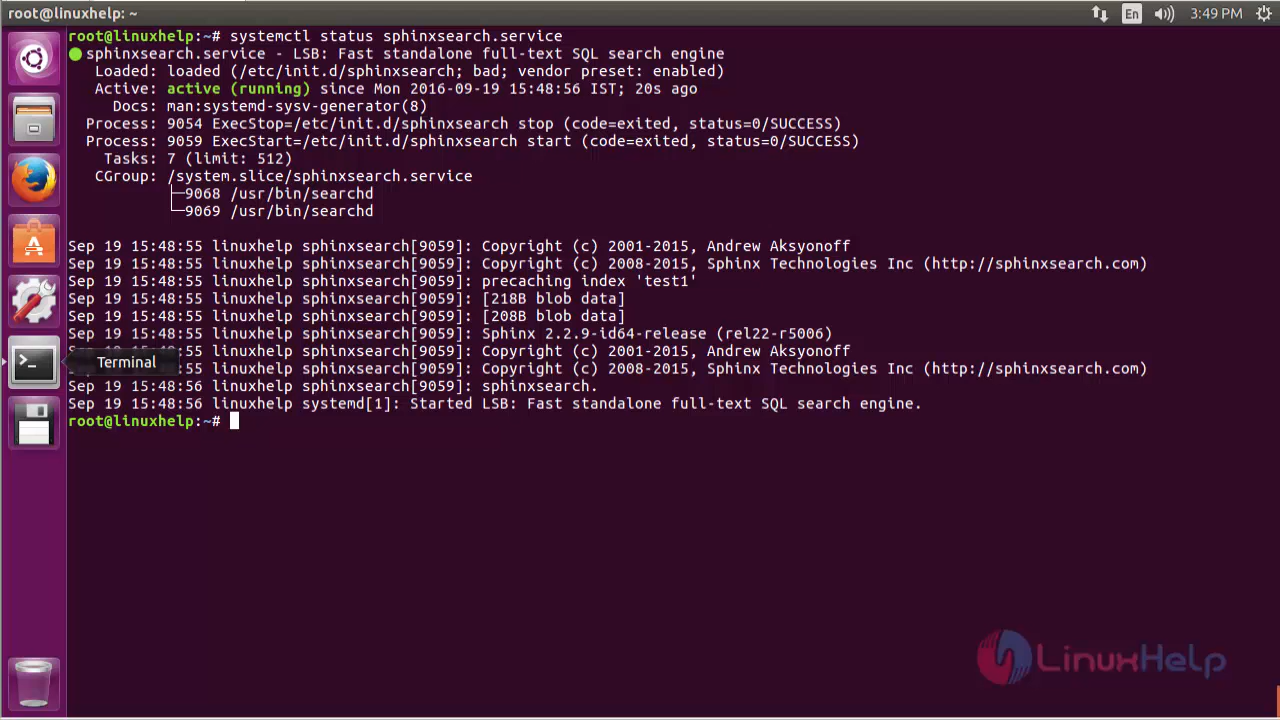 root@linuxhelp: ~
En
3:49 PM
root@linuxhelp:~# systemctl status sphinxsearch.service
sphinxsearch.service - LSB: Fast standalone full-text SQL search engine
Loaded: loaded (/etc/init.d/sphinxsearch; bad; vendor preset: enabled)
Active: active (running) since Mon 2016-09-19 15:48:56 IST; 20s ago
Docs: man:systemd-sysv-generator(8)
Process: 9054 ExecStop=/etc/init.d/sphinxsearch stop (code=exited, status=0/SUCCESS)
Process: 9059 ExecStart=/etc/init.d/sphinxsearch start (code=exited, status=0/SUCCESS)
Tasks: 7 (limit: 512)
CGroup: /system.slice/sphinxsearch.service
├─9068 /usr/bin/searchd
└─9069 /usr/bin/searchd
Sep 19 15:48:55 linuxhelp sphinxsearch[9059]: Copyright (c) 2001-2015, Andrew Aksyonoff
Sep 19 15:48:55 linuxhelp sphinxsearch[9059]: Copyright (c) 2008-2015, Sphinx Technologies Inc (http://sphinxsearch.com)
Sep 19 15:48:55 linuxhelp sphinxsearch[9059]: precaching index 'test1'
Sep 19 15:48:55 linuxhelp sphinxsearch[9059]: [218B blob data]
Sep 19 15:48:55 linuxhelp sphinxsearch[9059]: [208B blob data]
Sep 19 15:48:55 linuxhelp sphinxsearch[9059]: Sphinx 2.2.9-id64-release (rel22-r5006)
Sep 19 15:48:55 linuxhelp sphinxsearch[9059]: Copyright (c) 2001-2015, Andrew Aksyonoff
Terminal
Sep 19 15:48:55 linuxhelp sphinxsearch[9059]: Copyright (c) 2008-2015, Sphinx Technologies Inc (http://sphinxsearch.com)
Sep 19 15:48:56 linuxhelp sphinxsearch[9059]: sphinxsearch.
Sep 19 15:48:56 linuxhelp systemd[1]: Started LSB: Fast standalone full-text SQL search engine.
root@linuxhelp:~#
LinuxHelp